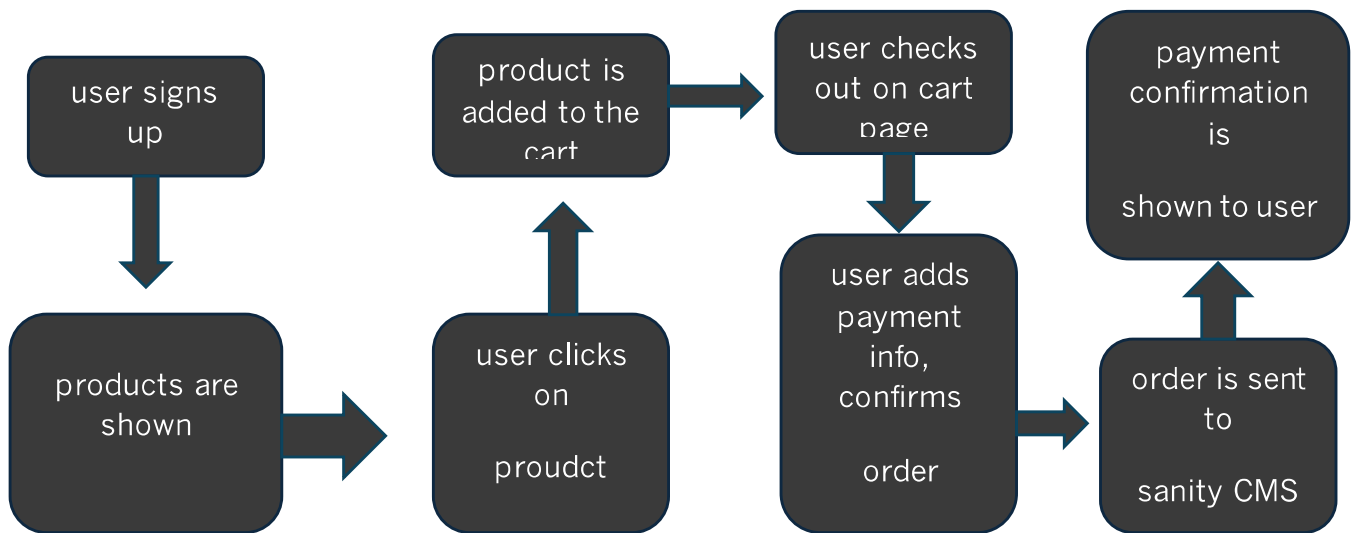 user signs
up
products are
shown
user clicks
on
proudct
product is
added to the
cart
user checks
out on cart
page
user adds
payment
info,
confirms
order
order is sent
to
sanity CMS
payment
confirmation
is
shown to user